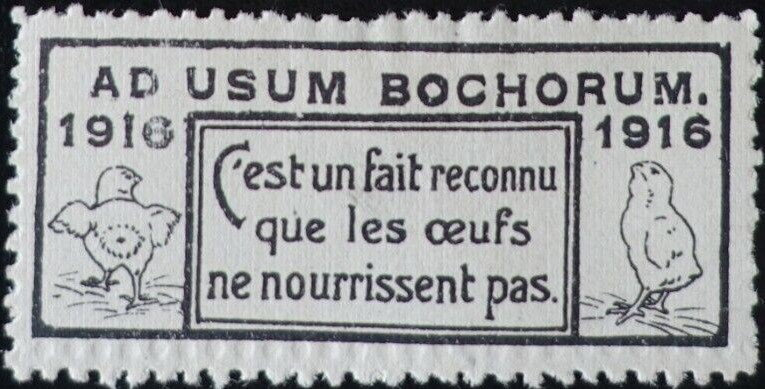 AD USUM BOCHORUM.
1916 1916
C'est un fait reconnu
que les œufs
ne nourrissent pas.